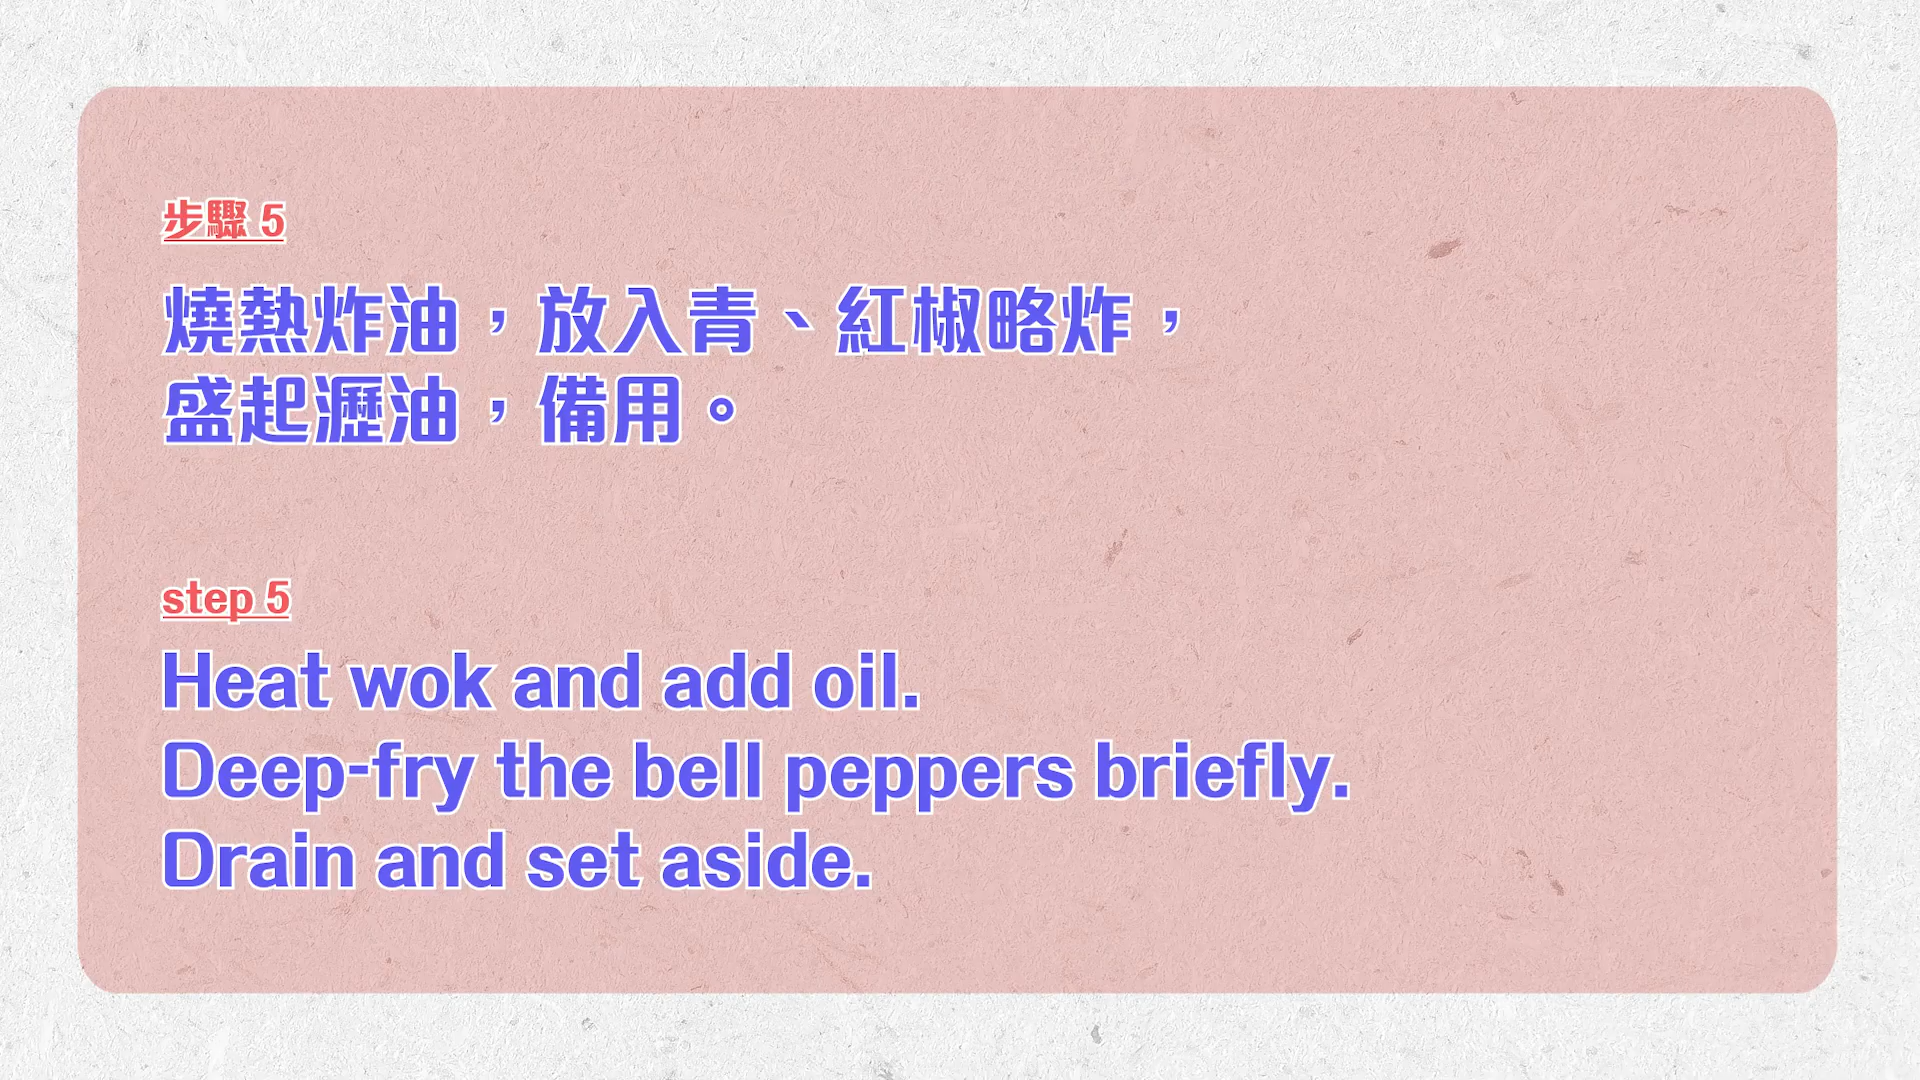 步驟 5
燒熱炸油，放入青、紅椒略炸，
盛起瀝油，備用。
step 5
Heat wok and add oil.
Deep-fry the bell peppers briefly.
Drain and set aside.